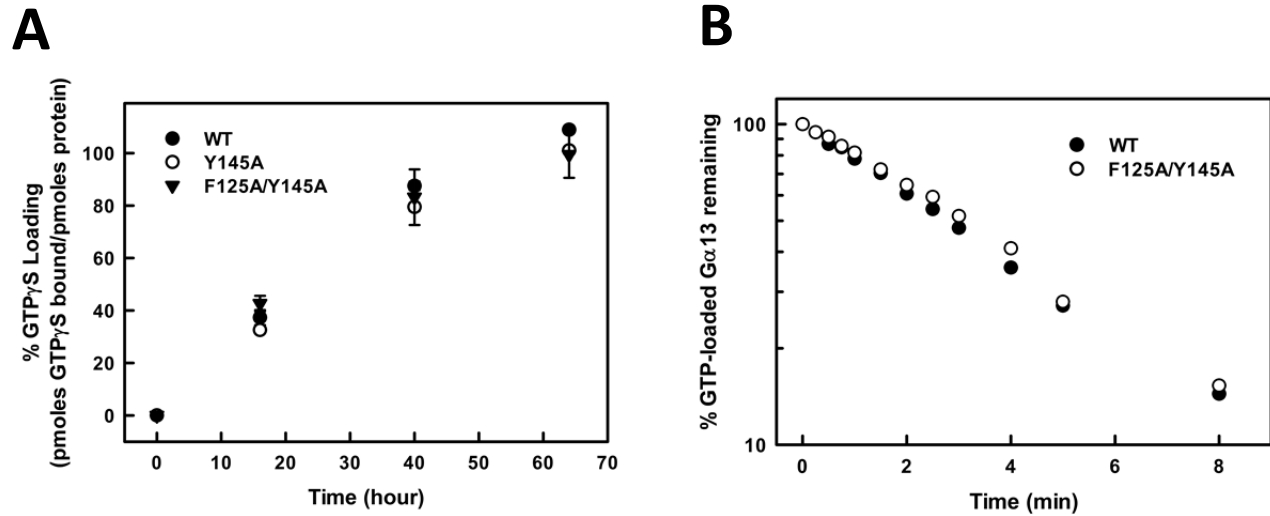 A
% GTPγS Loading
(pmoles GTPγS bound/pmoles protein)
100
80
60
40
20
0
WT
Y145A
F125A/Y145A
0 10 20 30 40 50 60 70
Time (hour)
B
% GTP-loaded Gα13 remaining
100
10
WT
F125A/Y145A
0 2 4 6 8
Time (min)